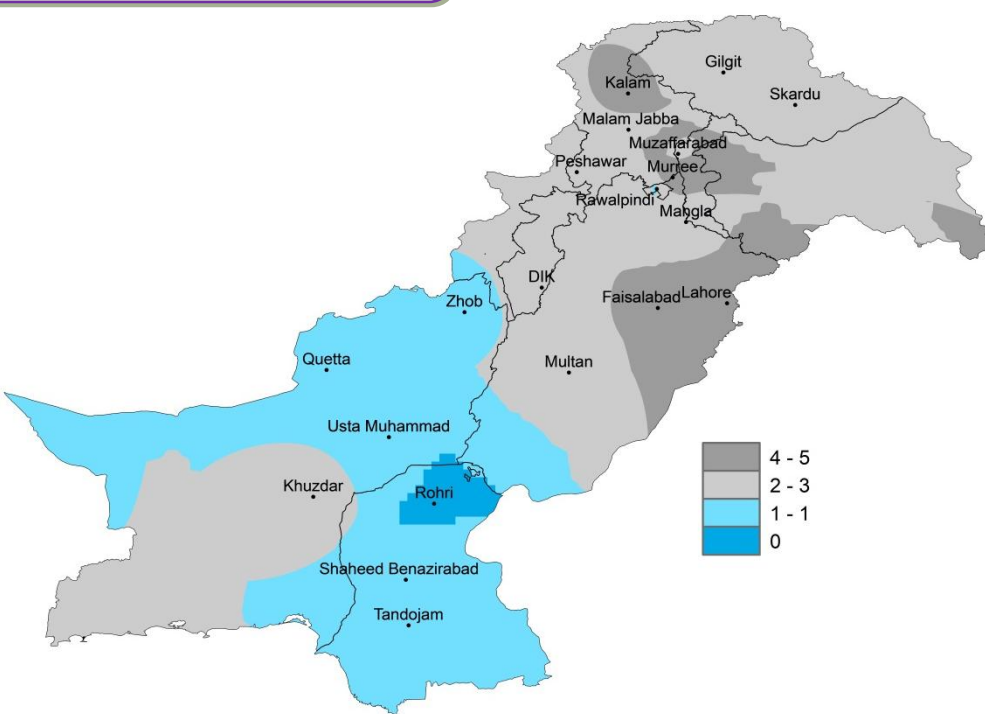 Gilgit
Kalam
Skardu
Malam Jabba
Muzaffarabad
Peshawar
Murree
Rawalpindi
Mangla
DIK
Faisalabad
Lahore
Zhob
Quetta
Multan
Usta Muhammad
Khuzdar
Rohri
Shaheed Benazirabad
Tandojam
4 - 5
2 - 3
1 - 1
0